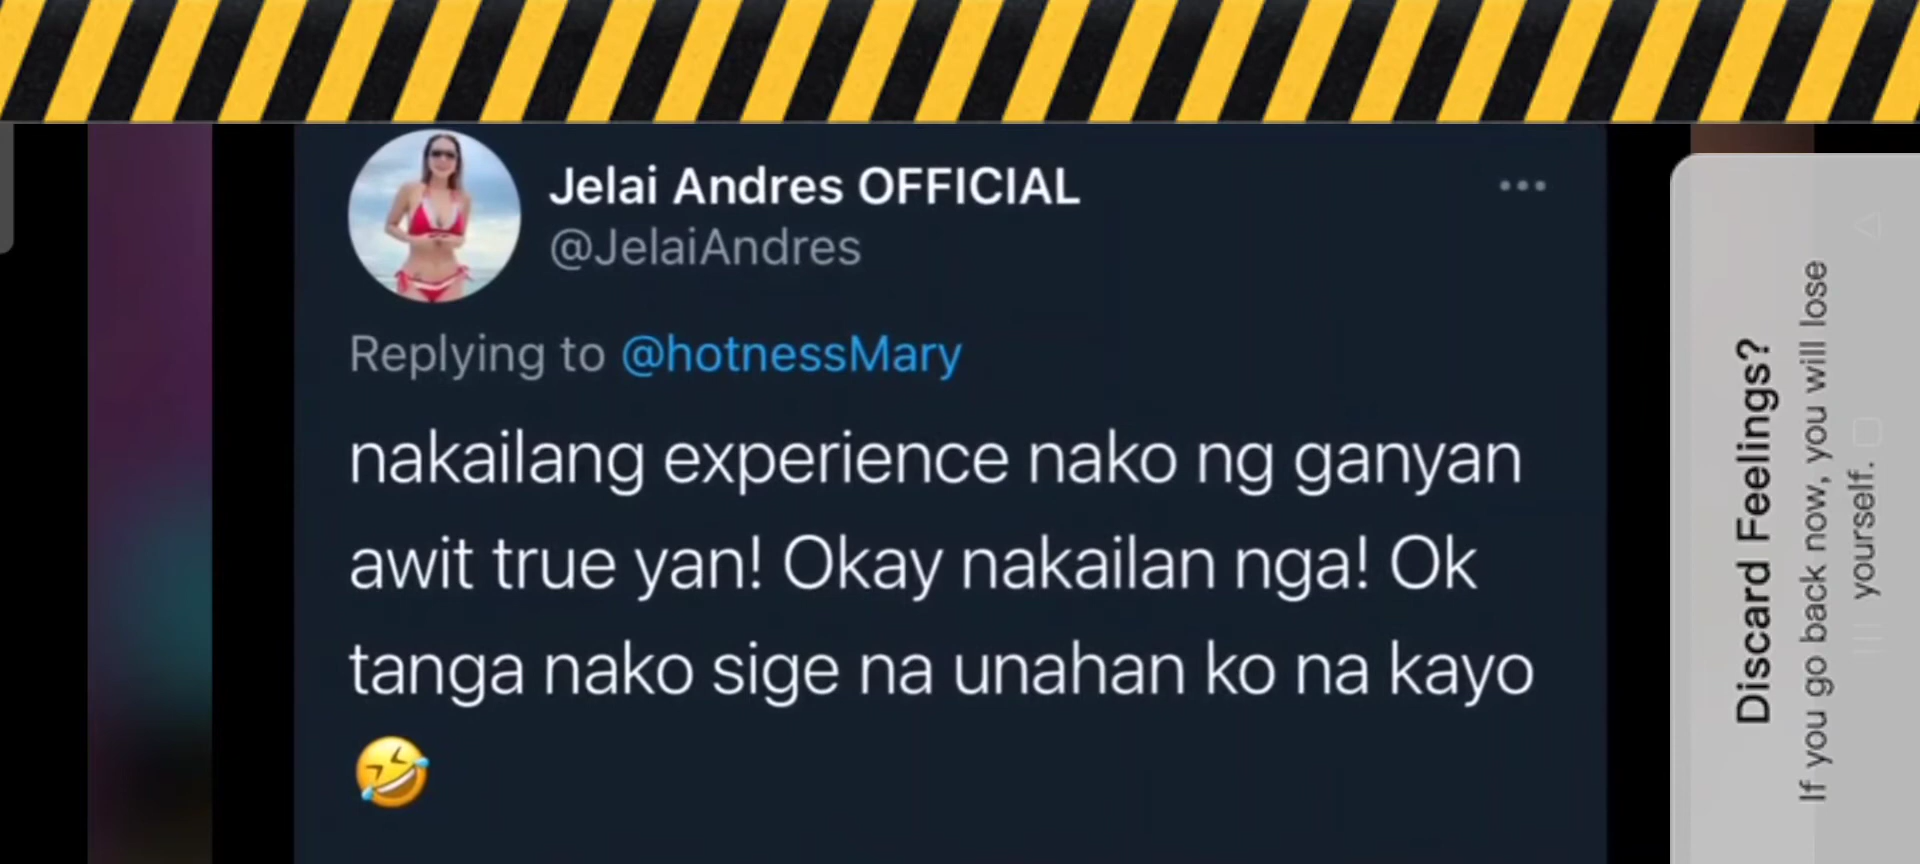 Jelai Andres OFFICIAL
@JelaiAndres
Replying to @hotnessMary
nakailang experience nako ng ganyan
awit true yan! Okay nakailan nga! Ok
tanga nako sige na unahan ko na kayo
🤣
Discard Feelings?
If you go back now, you will lose
yourself.